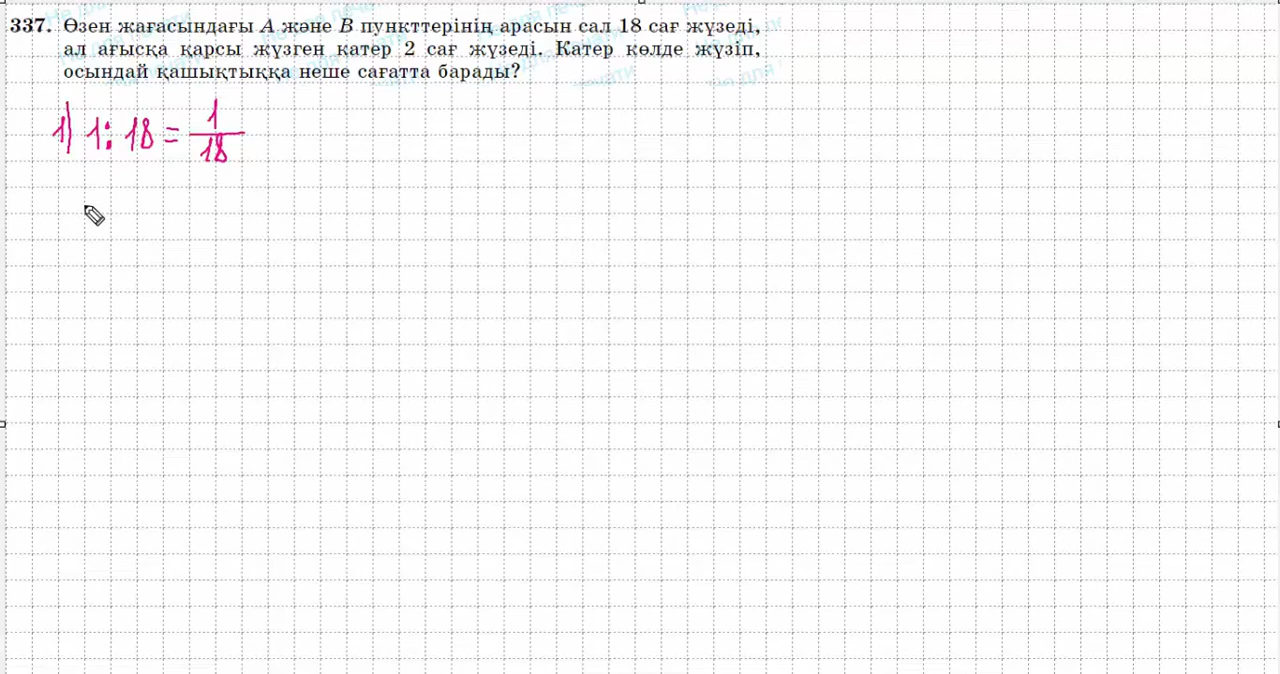 337. Өзен жағасындағы А және В пункттерінің арасын сал 18 сағ жүзеді,
ал ағысқа қарсы жүзген катер 2 сағ жүзеді. Катер көлде жүзіп,
осындай қашықтыққа неше сағатта барады?
1) 1 : 18 = 1/18